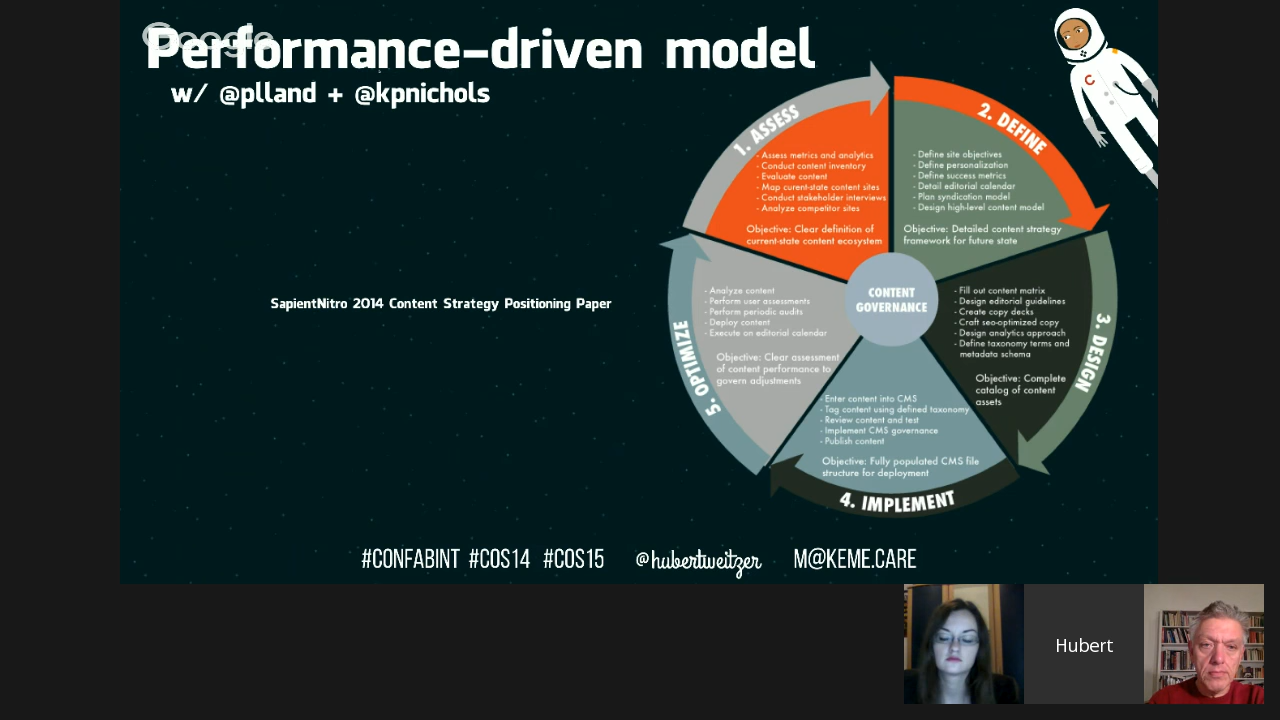 Google
Performance-driven model
w/ @plland + @kpnichols
SapientNitro 2014 Content Strategy Positioning Paper
1. ASSESS
- Assess metrics and analytics
- Conduct content inventory
- Evaluate content
- Map curent-state content sites
- Conduct stakeholder interviews
- Analyze competitor sites
Objective: Clear definition of
current-state content ecosystem
2. DEFINE
- Define site objectives
- Define personalization
- Define success metrics
- Detail editorial calendar
- Plan syndication model
- Design high-level content model
Objective: Detailed content strategy
framework for future state
3. DESIGN
- Fill out content matrix
- Design editorial guidelines
- Create copy decks
- Craft seo-optimized copy
- Design analytics approach
- Define taxonomy terms and
metadata schema
Objective: Complete
catalog of content
assets
4. IMPLEMENT
- Enter content into CMS
- Tag content using defined taxonomy
- Review content and test
- Implement CMS governance
- Publish content
Objective: Fully populated CMS file
structure for deployment
5. OPTIMIZE
- Analyze content
- Perform user assessments
- Perform periodic audits
- Deploy content
- Execute on editorial calendar
Objective: Clear assessment
of content performance to
govern adjustments
CONTENT
GOVERNANCE
C
#CONFABINT #COS14 #COS15 @hubertweitzer M@KEME.CARE
Hubert